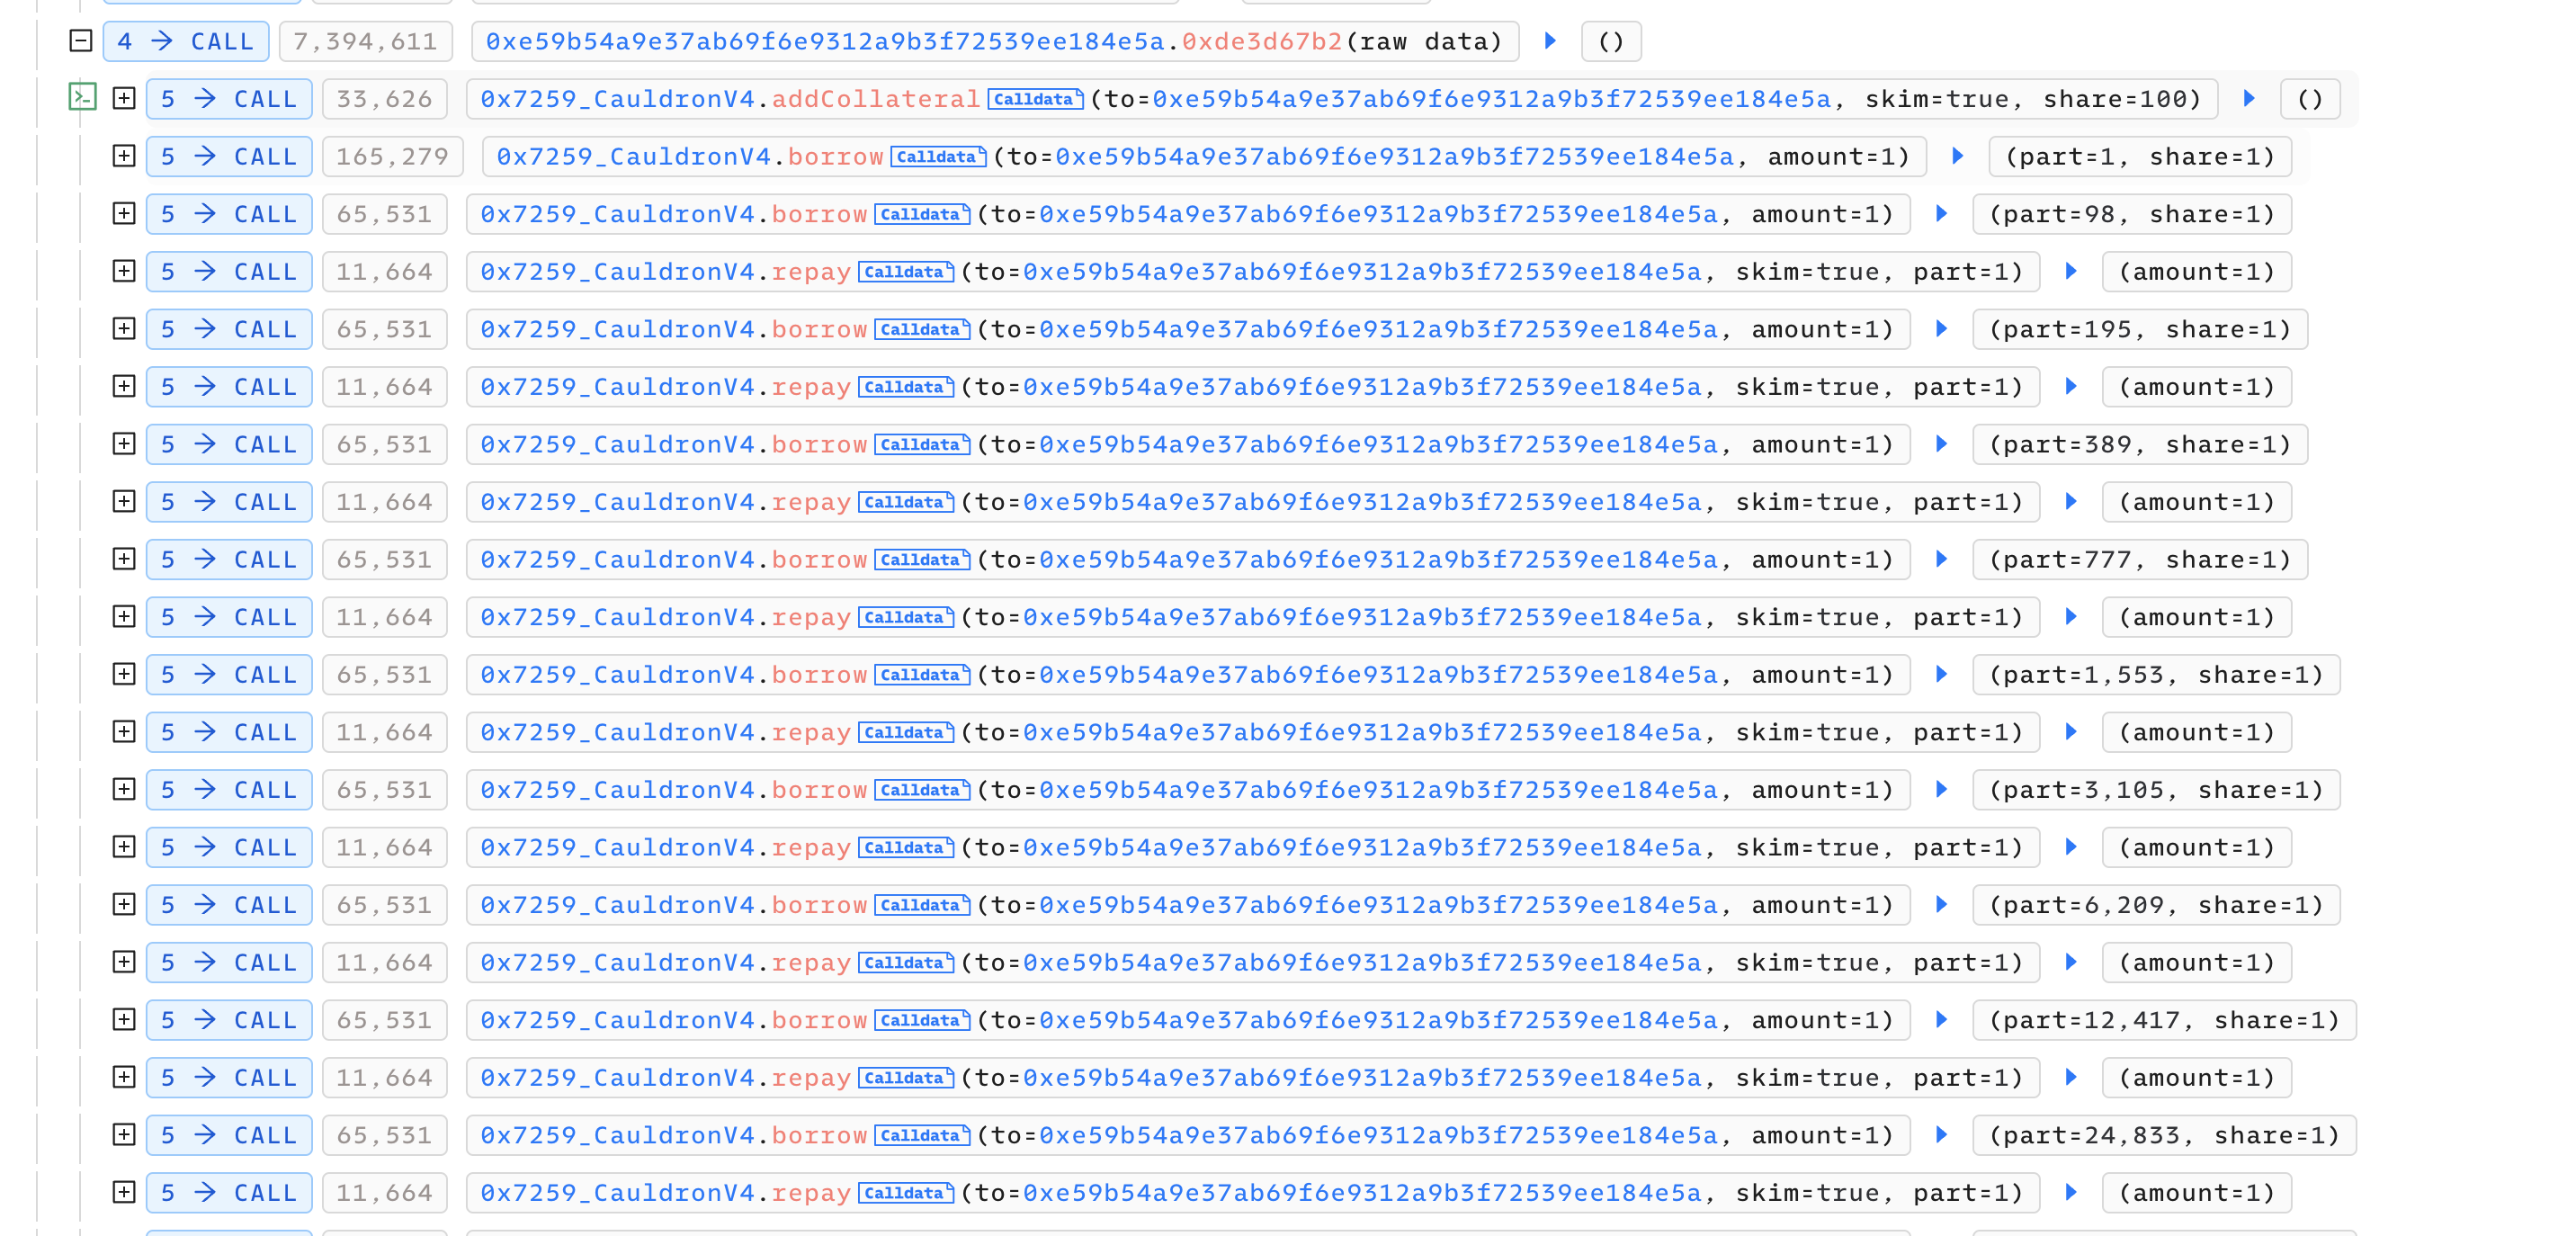 4 → CALL 7,394,611 0xe59b54a9e37ab69f6e9312a9b3f72539ee184e5a.0xde3d67b2(raw data) ()
5 → CALL 33,626 0x7259_CauldronV4.addCollateral Calldata (to=0xe59b54a9e37ab69f6e9312a9b3f72539ee184e5a, skim=true, share=100) ()
5 → CALL 165,279 0x7259_CauldronV4.borrow Calldata (to=0xe59b54a9e37ab69f6e9312a9b3f72539ee184e5a, amount=1) (part=1, share=1)
5 → CALL 65,531 0x7259_CauldronV4.borrow Calldata (to=0xe59b54a9e37ab69f6e9312a9b3f72539ee184e5a, amount=1) (part=98, share=1)
5 → CALL 11,664 0x7259_CauldronV4.repay Calldata (to=0xe59b54a9e37ab69f6e9312a9b3f72539ee184e5a, skim=true, part=1) (amount=1)
5 → CALL 65,531 0x7259_CauldronV4.borrow Calldata (to=0xe59b54a9e37ab69f6e9312a9b3f72539ee184e5a, amount=1) (part=195, share=1)
5 → CALL 11,664 0x7259_CauldronV4.repay Calldata (to=0xe59b54a9e37ab69f6e9312a9b3f72539ee184e5a, skim=true, part=1) (amount=1)
5 → CALL 65,531 0x7259_CauldronV4.borrow Calldata (to=0xe59b54a9e37ab69f6e9312a9b3f72539ee184e5a, amount=1) (part=389, share=1)
5 → CALL 11,664 0x7259_CauldronV4.repay Calldata (to=0xe59b54a9e37ab69f6e9312a9b3f72539ee184e5a, skim=true, part=1) (amount=1)
5 → CALL 65,531 0x7259_CauldronV4.borrow Calldata (to=0xe59b54a9e37ab69f6e9312a9b3f72539ee184e5a, amount=1) (part=777, share=1)
5 → CALL 11,664 0x7259_CauldronV4.repay Calldata (to=0xe59b54a9e37ab69f6e9312a9b3f72539ee184e5a, skim=true, part=1) (amount=1)
5 → CALL 65,531 0x7259_CauldronV4.borrow Calldata (to=0xe59b54a9e37ab69f6e9312a9b3f72539ee184e5a, amount=1) (part=1,553, share=1)
5 → CALL 11,664 0x7259_CauldronV4.repay Calldata (to=0xe59b54a9e37ab69f6e9312a9b3f72539ee184e5a, skim=true, part=1) (amount=1)
5 → CALL 65,531 0x7259_CauldronV4.borrow Calldata (to=0xe59b54a9e37ab69f6e9312a9b3f72539ee184e5a, amount=1) (part=3,105, share=1)
5 → CALL 11,664 0x7259_CauldronV4.repay Calldata (to=0xe59b54a9e37ab69f6e9312a9b3f72539ee184e5a, skim=true, part=1) (amount=1)
5 → CALL 65,531 0x7259_CauldronV4.borrow Calldata (to=0xe59b54a9e37ab69f6e9312a9b3f72539ee184e5a, amount=1) (part=6,209, share=1)
5 → CALL 11,664 0x7259_CauldronV4.repay Calldata (to=0xe59b54a9e37ab69f6e9312a9b3f72539ee184e5a, skim=true, part=1) (amount=1)
5 → CALL 65,531 0x7259_CauldronV4.borrow Calldata (to=0xe59b54a9e37ab69f6e9312a9b3f72539ee184e5a, amount=1) (part=12,417, share=1)
5 → CALL 11,664 0x7259_CauldronV4.repay Calldata (to=0xe59b54a9e37ab69f6e9312a9b3f72539ee184e5a, skim=true, part=1) (amount=1)
5 → CALL 65,531 0x7259_CauldronV4.borrow Calldata (to=0xe59b54a9e37ab69f6e9312a9b3f72539ee184e5a, amount=1) (part=24,833, share=1)
5 → CALL 11,664 0x7259_CauldronV4.repay Calldata (to=0xe59b54a9e37ab69f6e9312a9b3f72539ee184e5a, skim=true, part=1) (amount=1)